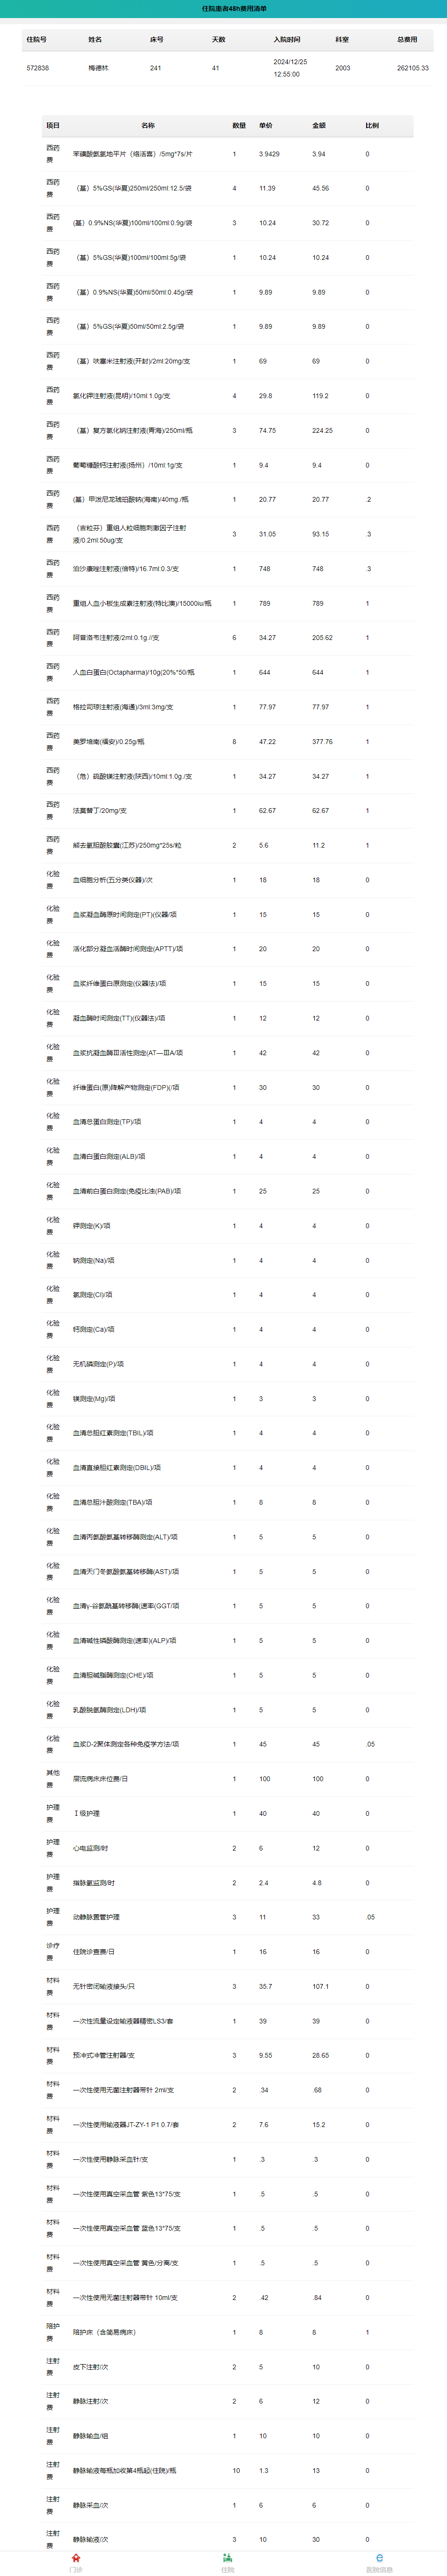 住院患者48h费用清单
住院号 姓名 床号 天数 入院时间 科室 总费用
572838 梅德林 241 41 2024/12/25 12:55:00 2003 262105.33
项目 名称 数量 单价 金额 比例
西药费 苯磺酸氨氯地平片（络活喜）/5mg*7s/片 1 3.9429 3.94 0
西药费 （基）5%GS(华夏)250ml/250ml:12.5/袋 4 11.39 45.56 0
西药费 (基）0.9%NS(华夏)100ml/100ml:0.9g/袋 3 10.24 30.72 0
西药费 （基）5%GS(华夏)100ml/100ml:5g/袋 1 10.24 10.24 0
西药费 （基）0.9%NS(华夏)50ml/50ml:0.45g/袋 1 9.89 9.89 0
西药费 （基）5%GS(华夏)50ml/50ml:2.5g/袋 1 9.89 9.89 0
西药费 （基）呋塞米注射液(开封)/2ml:20mg/支 1 69 69 0
西药费 氯化钾注射液(昆明)/10ml:1.0g/支 4 29.8 119.2 0
西药费 （基）复方氯化钠注射液(青海)/250ml/瓶 3 74.75 224.25 0
西药费 葡萄糖酸钙注射液(扬州）/10ml:1g/支 1 9.4 9.4 0
西药费 (基）甲泼尼龙琥珀酸钠(海南)/40mg:/瓶 1 20.77 20.77 .2
西药费 （吉粒芬）重组人粒细胞刺激因子注射液/0.2ml:50ug/支 3 31.05 93.15 .3
西药费 泊沙康唑注射液(倍特)/16.7ml:0.3/支 1 748 748 .3
西药费 重组人血小板生成素注射液(特比澳)/15000iu/瓶 1 789 789 1
西药费 阿昔洛韦注射液/2ml:0.1g://支 6 34.27 205.62 1
西药费 人血白蛋白(Octapharma)/10g(20%*50/瓶 1 644 644 1
西药费 格拉司琼注射液(海通)/3ml:3mg/支 1 77.97 77.97 1
西药费 美罗培南(福安)/0.25g/瓶 8 47.22 377.76 1
西药费 （危）硫酸镁注射液(陕西)/10ml:1.0g:/支 1 34.27 34.27 1
西药费 法莫替丁/20mg/支 1 62.67 62.67 1
西药费 熊去氧胆酸胶囊(江苏)/250mg*25s/粒 2 5.6 11.2 1
化验费 血细胞分析(五分类仪器)/次 1 18 18 0
化验费 血浆凝血酶原时间测定(PT)(仪器/项 1 15 15 0
化验费 活化部分凝血活酶时间测定(APTT)/项 1 20 20 0
化验费 血浆纤维蛋白原测定(仪器法)/项 1 15 15 0
化验费 凝血酶时间测定(TT)(仪器法)/项 1 12 12 0
化验费 血浆抗凝血酶Ⅲ活性测定(AT—ⅢA/项 1 42 42 0
化验费 纤维蛋白(原)降解产物测定(FDP)(/项 1 30 30 0
化验费 血清总蛋白测定(TP)/项 1 4 4 0
化验费 血清白蛋白测定(ALB)/项 1 4 4 0
化验费 血清前白蛋白测定(免疫比浊(PAB)/项 1 25 25 0
化验费 钾测定(K)/项 1 4 4 0
化验费 钠测定(Na)/项 1 4 4 0
化验费 氯测定(Cl)/项 1 4 4 0
化验费 钙测定(Ca)/项 1 4 4 0
化验费 无机磷测定(P)/项 1 4 4 0
化验费 镁测定(Mg)/项 1 3 3 0
化验费 血清总胆红素测定(TBIL)/项 1 4 4 0
化验费 血清直接胆红素测定(DBIL)/项 1 4 4 0
化验费 血清总胆汁酸测定(TBA)/项 1 8 8 0
化验费 血清丙氨酸氨基转移酶测定(ALT)/项 1 5 5 0
化验费 血清天门冬氨酸氨基转移酶(AST)/项 1 5 5 0
化验费 血清γ-谷氨酰基转移酶(速率(GGT/项 1 5 5 0
化验费 血清碱性磷酸酶测定(速率)(ALP)/项 1 5 5 0
化验费 血清胆碱脂酶测定(CHE)/项 1 5 5 0
化验费 乳酸脱氢酶测定(LDH)/项 1 5 5 0
化验费 血浆D-2聚体测定各种免疫学方法/项 1 45 45 .05
其他费 层流病床床位费/日 1 100 100 0
护理费 Ⅰ级护理 1 40 40 0
护理费 心电监测/时 2 6 12 0
护理费 指脉氧监测/时 2 2.4 4.8 0
护理费 动静脉置管护理 3 11 33 .05
诊疗费 住院诊查费/日 1 16 16 0
材料费 无针密闭输液接头/只 3 35.7 107.1 0
材料费 一次性流量设定输液器精密LS3/套 1 39 39 0
材料费 预冲式冲管注射器/支 3 9.55 28.65 0
材料费 一次性使用无菌注射器带针 2ml/支 2 .34 .68 0
材料费 一次性使用输液器JT-ZY-1 P1 0.7/套 2 7.6 15.2 0
材料费 一次性使用静脉采血针/支 1 .3 .3 0
材料费 一次性使用真空采血管 紫色13*75/支 1 .5 .5 0
材料费 一次性使用真空采血管 蓝色13*75/支 1 .5 .5 0
材料费 一次性使用真空采血管 黄色/分离/支 1 .5 .5 0
材料费 一次性使用无菌注射器带针 10ml/支 2 .42 .84 0
陪护费 陪护床（含简易病床） 1 8 8 1
注射费 皮下注射/次 2 5 10 0
注射费 静脉注射/次 2 6 12 0
注射费 静脉输血/组 1 10 10 0
注射费 静脉输液每瓶加收第4瓶起(住院)/瓶 10 1.3 13 0
注射费 静脉采血/次 1 6 6 0
注射费 静脉输液/次 3 10 30 0
门诊 住院 医院信息